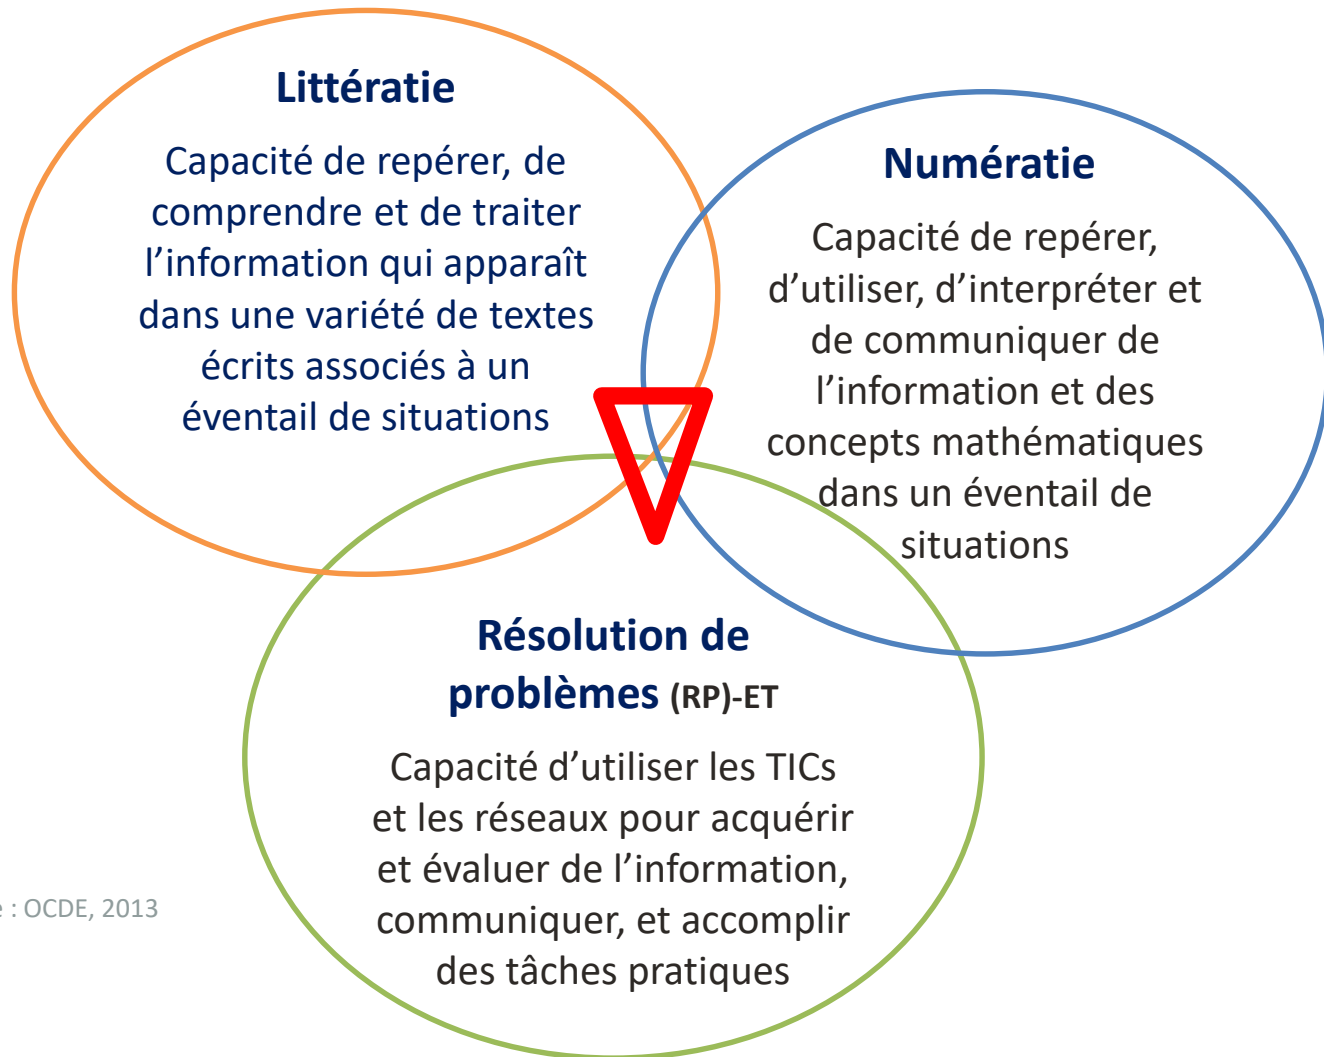 Littératie
Capacité de repérer, de
comprendre et de traiter
l’information qui apparaît
dans une variété de textes
écrits associés à un
éventail de situations
Numératie
Capacité de repérer,
d’utiliser, d’interpréter et
de communiquer de
l’information et des
concepts mathématiques
dans un éventail de
situations
Résolution de
problèmes (RP)-ET
Capacité d’utiliser les TICs
et les réseaux pour acquérir
et évaluer de l’information,
communiquer, et accomplir
des tâches pratiques
: OCDE, 2013